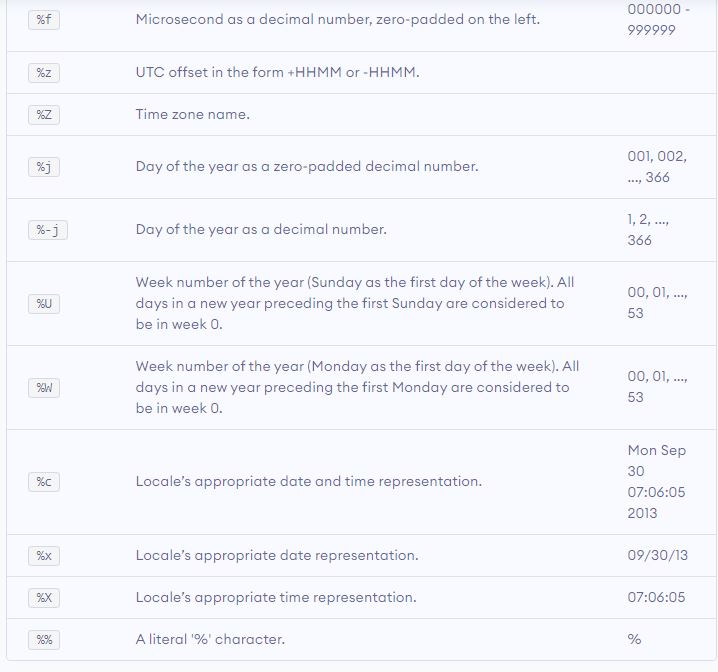 000000 -
%f Microsecond as a decimal number, zero-padded on the left.
999999
%z UTC offset in the form +HHMM or -HHMM.
%Z Time zone name.
%j Day of the year as a zero-padded decimal number.
001, 002,
..., 366
%-j Day of the year as a decimal number.
1, 2, ...,
366
%U
Week number of the year (Sunday as the first day of the week). All
days in a new year preceding the first Sunday are considered to
be in week 0.
00, 01, ...,
53
%W
Week number of the year (Monday as the first day of the week). All
days in a new year preceding the first Monday are considered to
be in week 0.
00, 01, ...,
53
%c Locale's appropriate date and time representation.
Mon Sep
30
07:06:05
2013
%x Locale's appropriate date representation. 09/30/13
%X Locale's appropriate time representation. 07:06:05
%% A literal '%' character. %